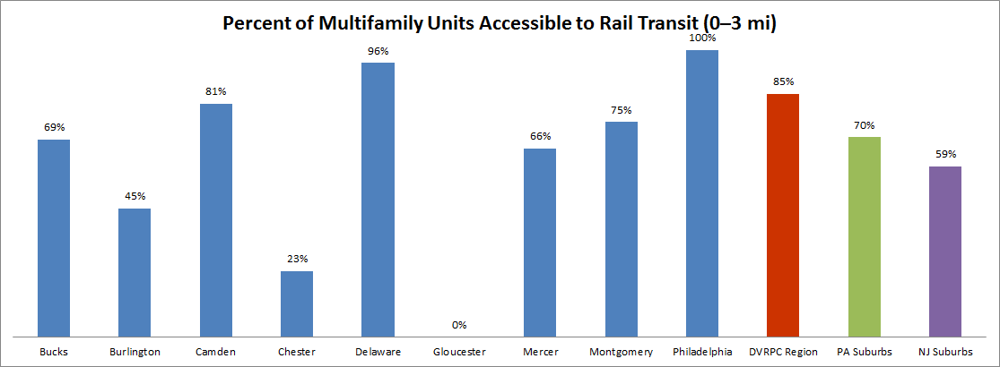 Percent of Multifamily Units Accessible to Rail Transit (0–3 mi)
69%
45%
81%
23%
96%
0%
66%
75%
100%
85%
70%
59%
Bucks
Burlington
Camden
Chester
Delaware
Gloucester
Mercer
Montgomery
Philadelphia
DVRPC Region
PA Suburbs
NJ Suburbs